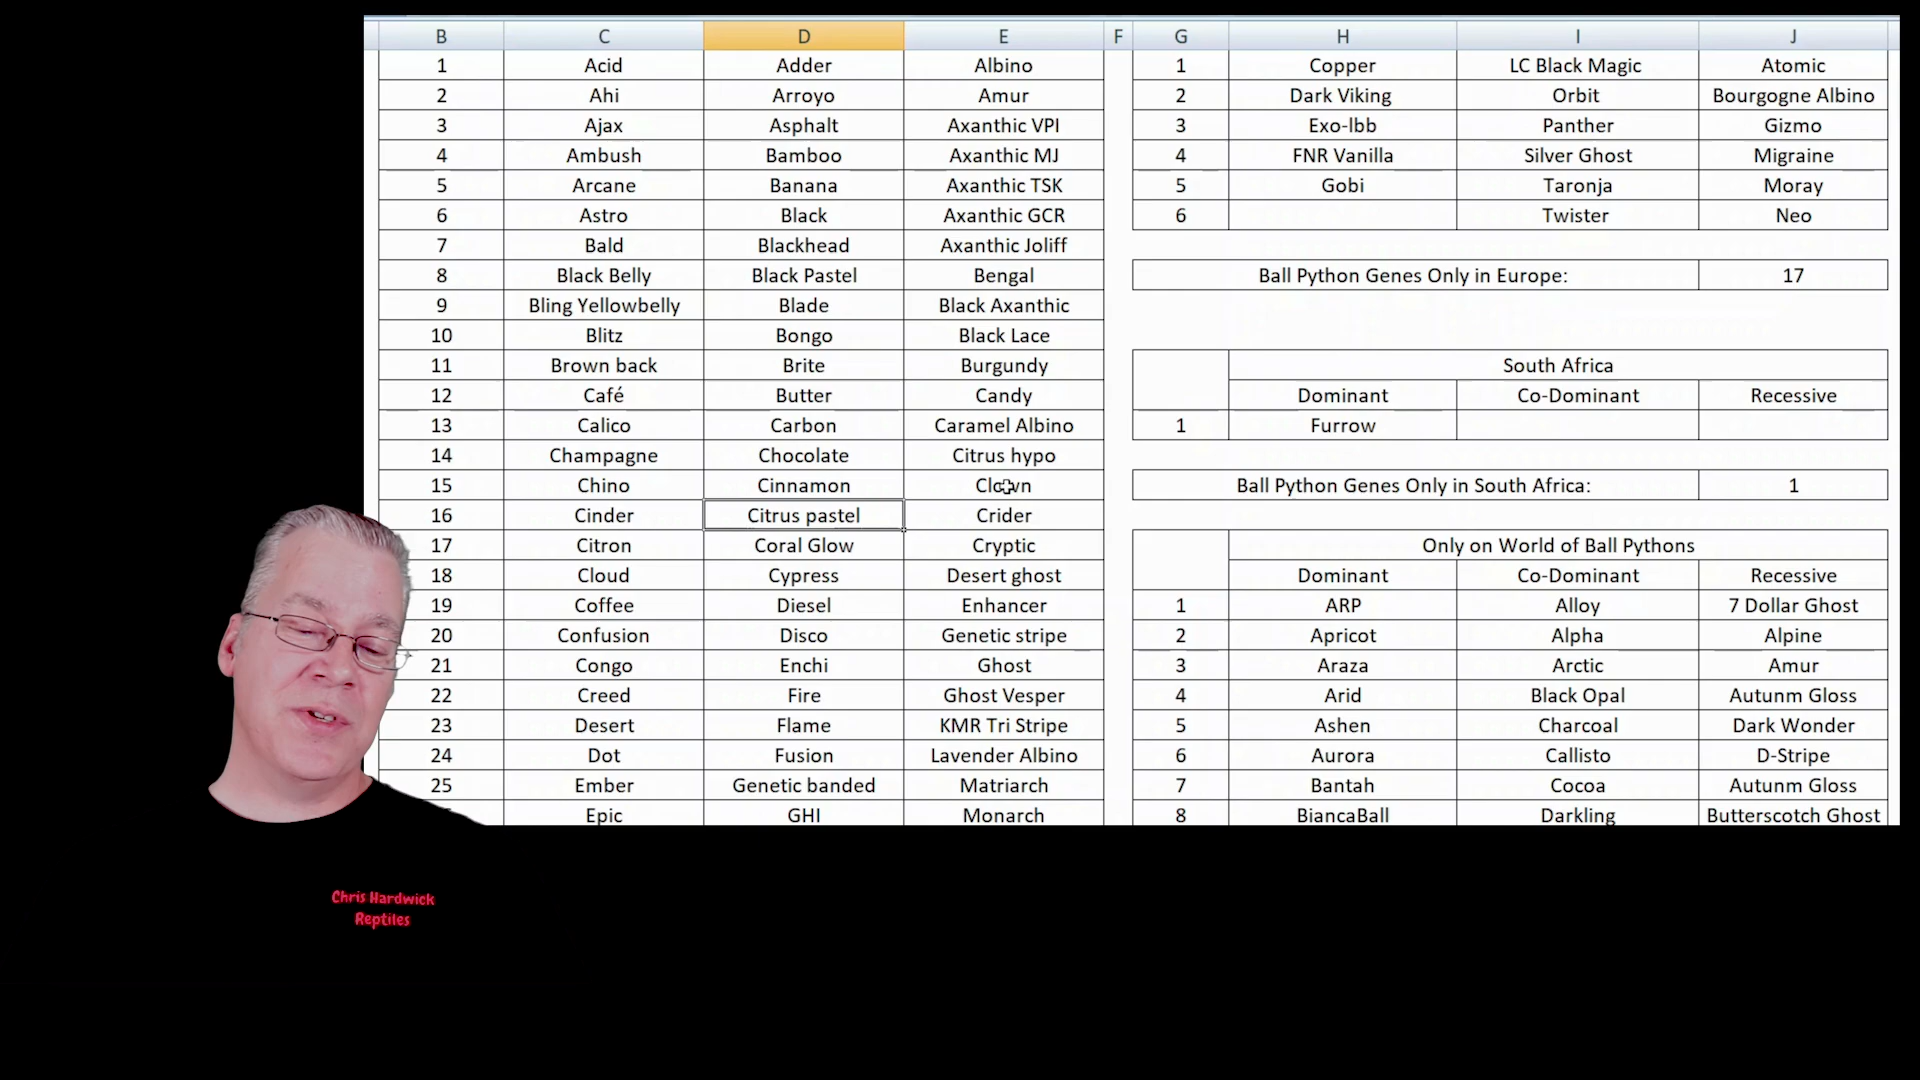 B C D E F G H I J
1 Acid Adder Albino 1 Copper LC Black Magic Atomic
2 Ahi Arroyo Amur 2 Dark Viking Orbit Bourgogne Albino
3 Ajax Asphalt Axanthic VPI 3 Exo-lbb Panther Gizmo
4 Ambush Bamboo Axanthic MJ 4 FNR Vanilla Silver Ghost Migraine
5 Arcane Banana Axanthic TSK 5 Gobi Taronja Moray
6 Astro Black Axanthic GCR 6 Twister Neo
7 Bald Blackhead Axanthic Joliff
8 Black Belly Black Pastel Bengal Ball Python Genes Only in Europe: 17
9 Bling Yellowbelly Blade Black Axanthic
10 Blitz Bongo Black Lace
11 Brown back Brite Burgundy South Africa
12 Café Butter Candy Dominant Co-Dominant Recessive
13 Calico Carbon Caramel Albino 1 Furrow
14 Champagne Chocolate Citrus hypo
15 Chino Cinnamon Clown Ball Python Genes Only in South Africa: 1
16 Cinder Citrus pastel Crider
17 Citron Coral Glow Cryptic Only on World of Ball Pythons
18 Cloud Cypress Desert ghost Dominant Co-Dominant Recessive
19 Coffee Diesel Enhancer 1 ARP Alloy 7 Dollar Ghost
20 Confusion Disco Genetic stripe 2 Apricot Alpha Alpine
21 Congo Enchi Ghost 3 Araza Arctic Amur
22 Creed Fire Ghost Vesper 4 Arid Black Opal Autunm Gloss
23 Desert Flame KMR Tri Stripe 5 Ashen Charcoal Dark Wonder
24 Dot Fusion Lavender Albino 6 Aurora Callisto D-Stripe
25 Ember Genetic banded Matriarch 7 Bantah Cocoa Autunm Gloss
Epic GHI Monarch 8 BiancaBall Darkling Butterscotch Ghost
Chris Hardwick
Reptiles